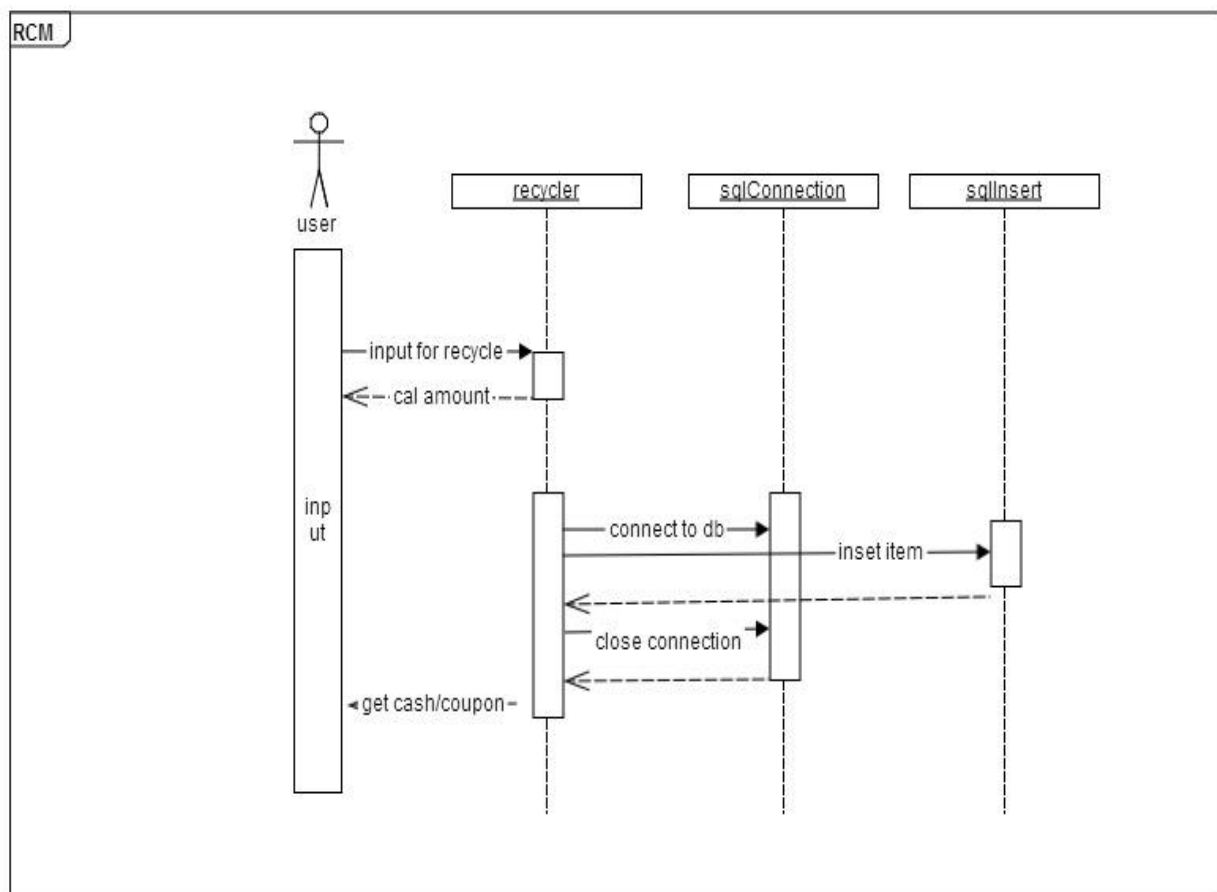 RCM
user
recycler
sqlConnection
sqlInsert
input for recycle
cal amount
inp
ut
connect to db
inset item
close connection
get cash/coupon